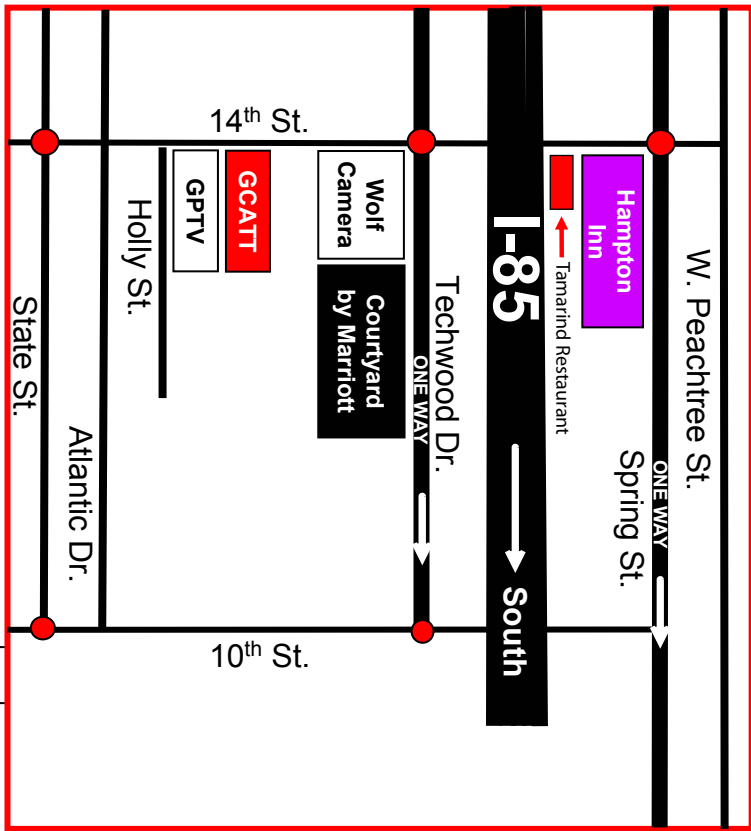 14th St.
GPTV
GCATT
Wolf
Camera
Courtyard
by Marriott
Hampton
Inn
Tamarind Restaurant
I-85
South
Holly St.
State St.
Atlantic Dr.
Techwood Dr.
ONE WAY
W. Peachtree St.
Spring St.
ONE WAY
10th St.